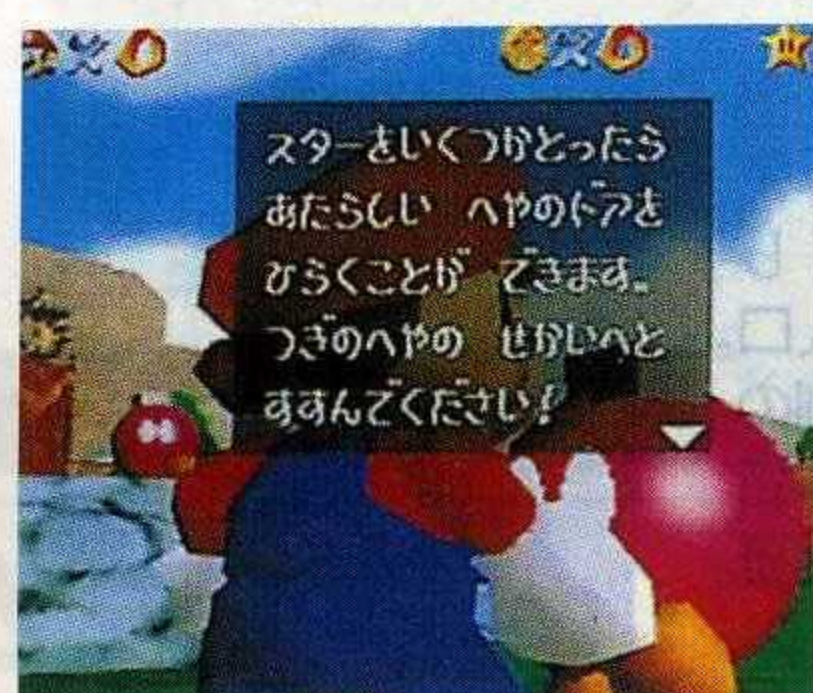 ×0
×0
スターをいくつかとったら
あたらしい　へやのドアを
ひらくことが　できます。
つぎのへやの　せかいへと
すすんでください!